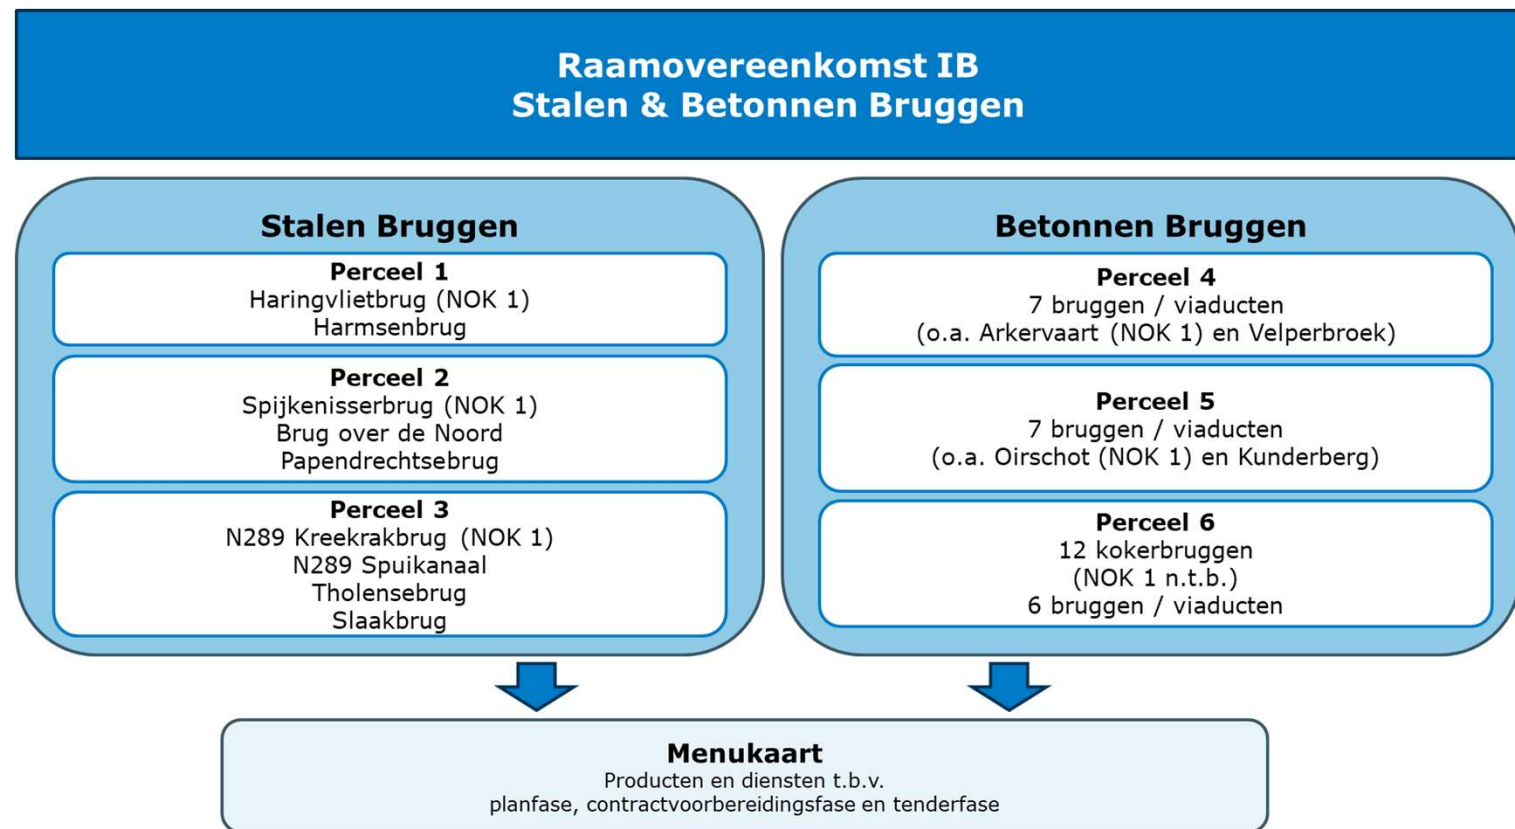 Raamovereenkomst IB
Stalen & Betonnen Bruggen
Stalen Bruggen
Perceel 1
Haringvlietbrug (NOK 1)
Harmsenbrug
Perceel 2
Spijkenisserbrug (NOK 1)
Brug over de Noord
Papendrechtsebrug
Perceel 3
N289 Kreekrakbrug (NOK 1)
N289 Spuikanaal
Tholensebrug
Slaakbrug
Betonnen Bruggen
Perceel 4
7 bruggen / viaducten
(o.a. Arkervaart (NOK 1) en Velperbroek)
Perceel 5
7 bruggen / viaducten
(o.a. Oirschot (NOK 1) en Kunderberg)
Perceel 6
12 kokerbruggen
(NOK 1 n.t.b.)
6 bruggen / viaducten
Menukaart
Producten en diensten t.b.v.
planfase, contractvoorbereidingsfase en tenderfase